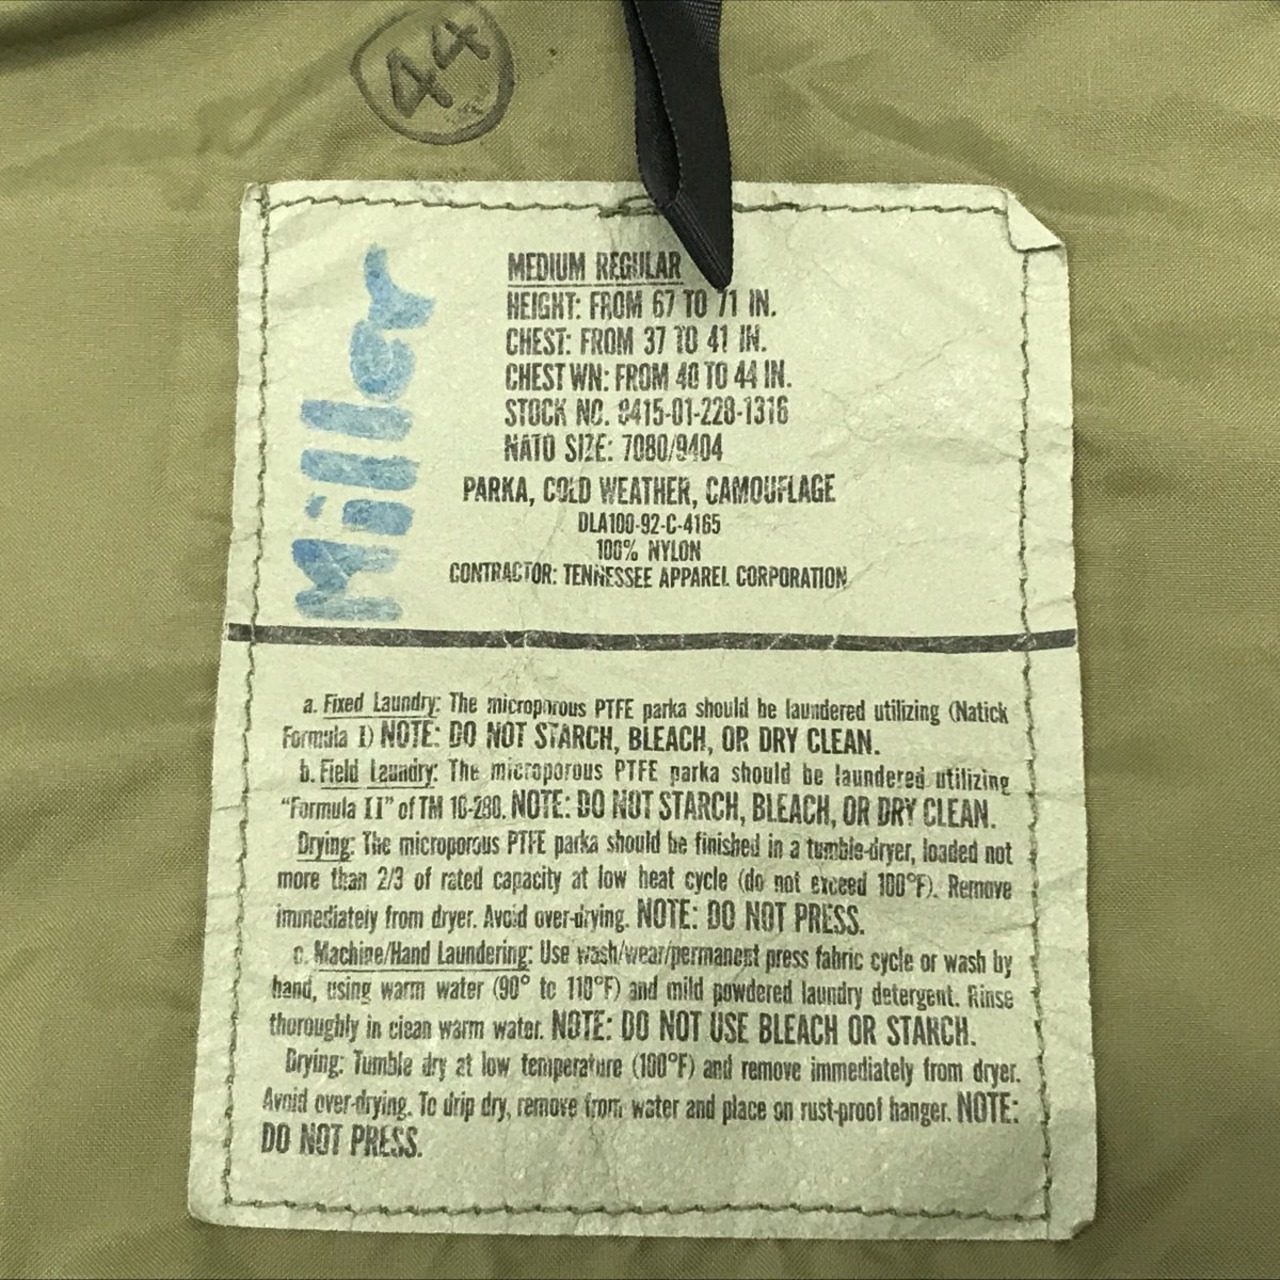 44
Miller
MEDIUM REGULAR
HEIGHT: FROM 67 TO 71 IN.
CHEST: FROM 37 TO 41 IN.
CHEST WN: FROM 40 TO 44 IN.
STOCK NO. 8415-01-228-1316
NATO SIZE: 7080/9404
PARKA, COLD WEATHER, CAMOUFLAGE
DLA100-92-C-4165
100% NYLON
CONTRACTOR: TENNESSEE APPAREL CORPORATION
a. Fixed Laundry: The microporous PTFE parka should be laundered utilizing (Natick
Formula I) NOTE: DO NOT STARCH, BLEACH, OR DRY CLEAN.
b. Field Laundry: The microporous PTFE parka should be laundered utilizing
"Formula II" of TM 10-280. NOTE: DO NOT STARCH, BLEACH, OR DRY CLEAN.
Drying: The microporous PTFE parka should be finished in a tumble-dryer, loaded not
more than 2/3 of rated capacity at low heat cycle (do not exceed 100°F). Remove
immediately from dryer. Avoid over-drying. NOTE: DO NOT PRESS.
c. Machine/Hand Laundering: Use wash/wear/permanent press fabric cycle or wash by
hand, using warm water (90° to 110°F) and mild powdered laundry detergent. Rinse
thoroughly in clean warm water. NOTE: DO NOT USE BLEACH OR STARCH.
Drying: Tumble dry at low temperature (100°F) and remove immediately from dryer.
Avoid over-drying. To drip dry, remove from water and place on rust-proof hanger. NOTE:
DO NOT PRESS.